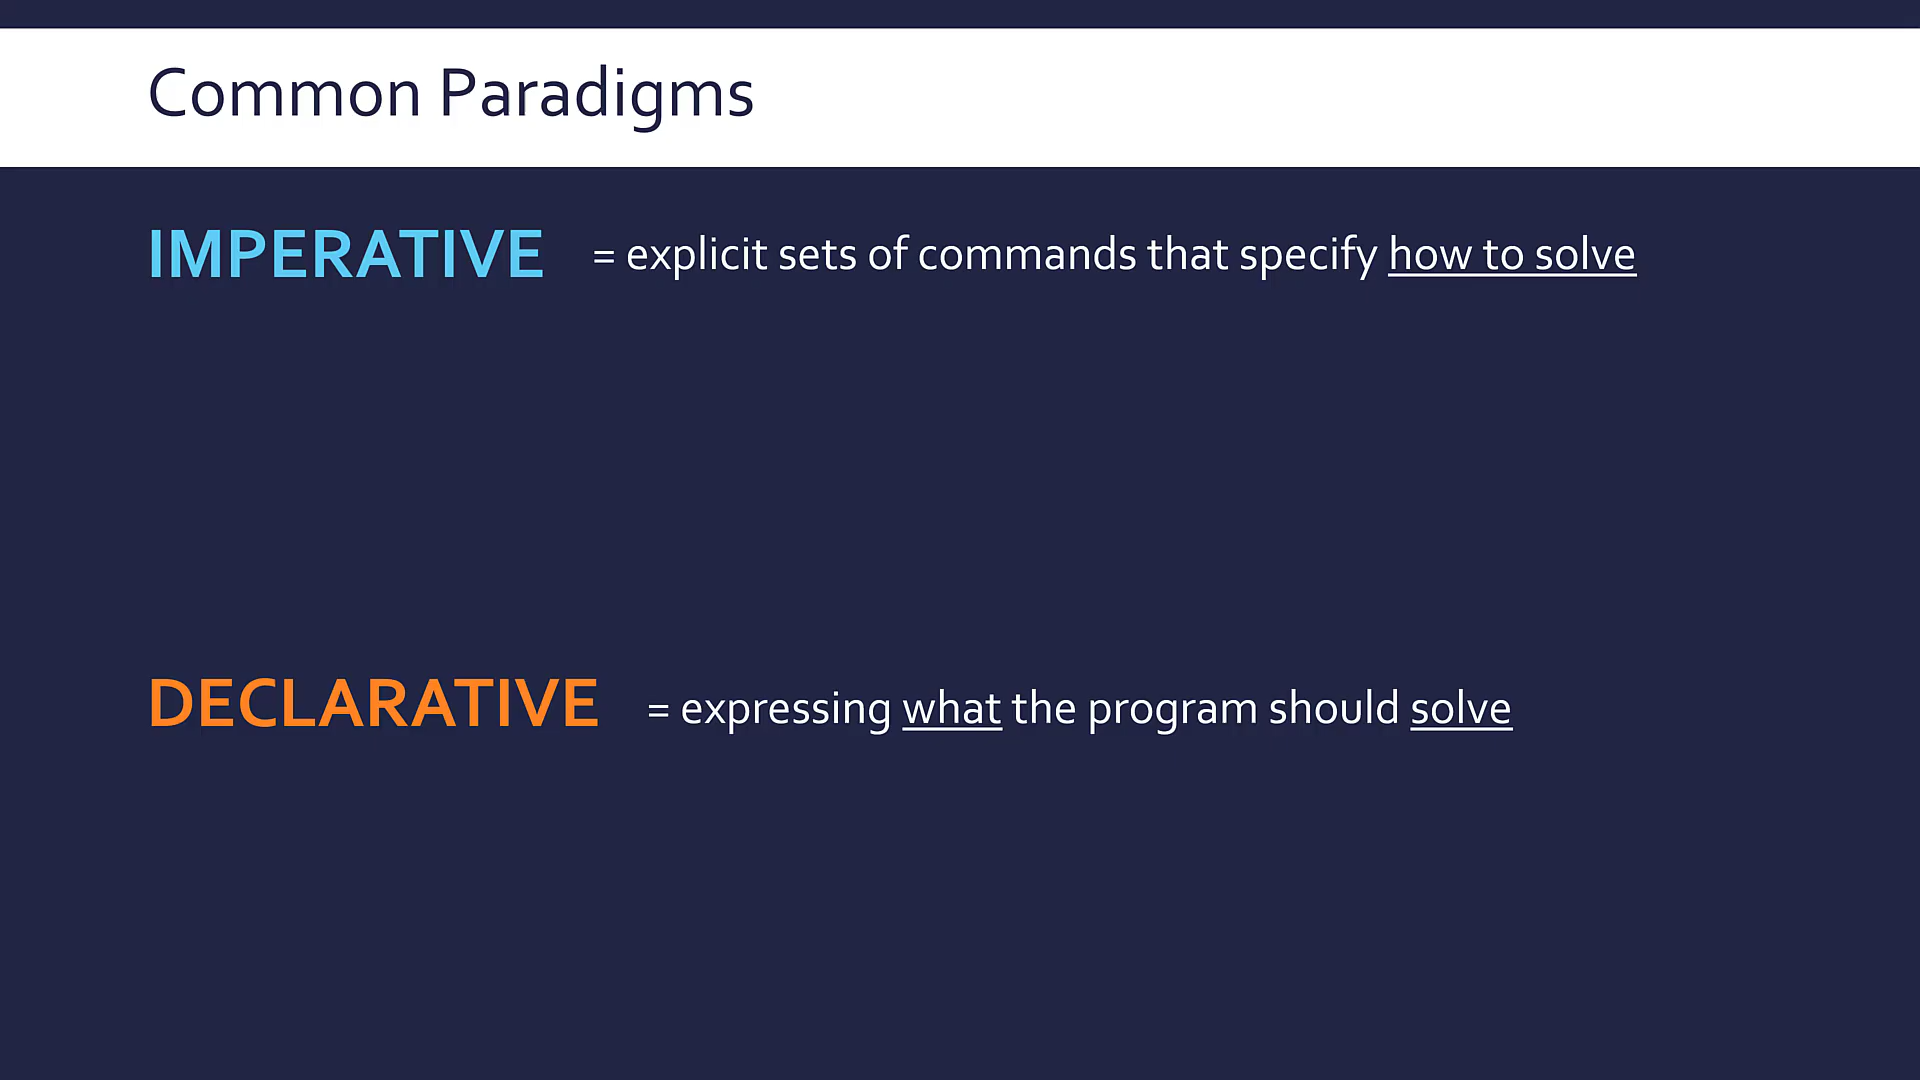 Common Paradigms
IMPERATIVE = explicit sets of commands that specify how to solve
DECLARATIVE = expressing what the program should solve